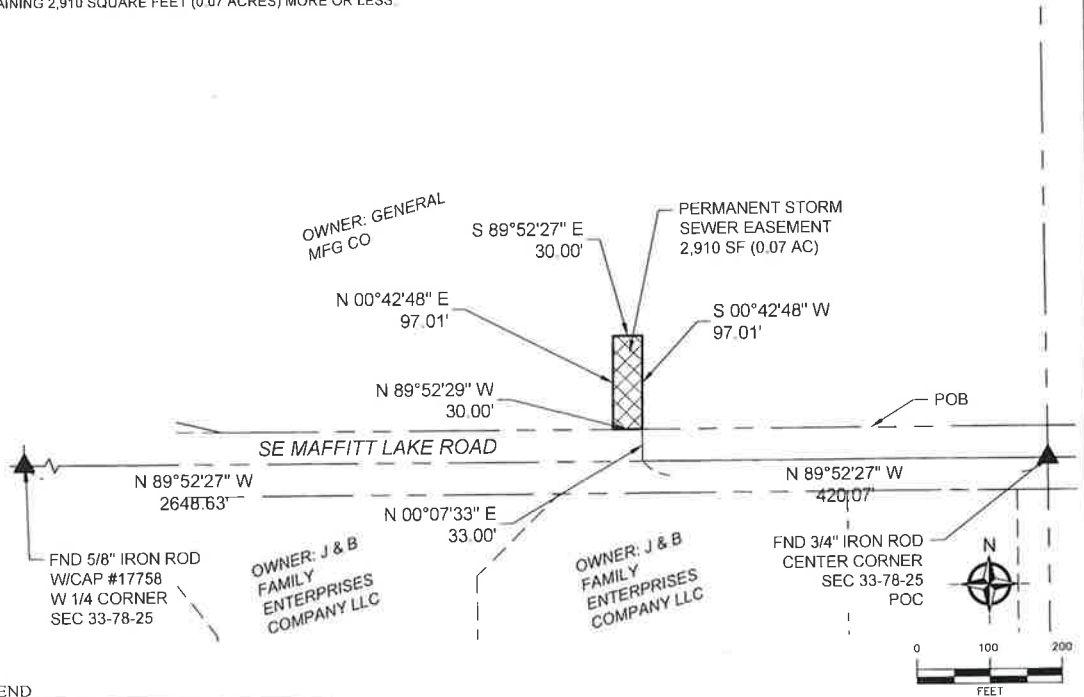 AINING 2,910 SQUARE FEET (0.07 ACRES) MORE OR LESS.
OWNER: GENERAL
MFG CO
S 89°52'27" E
30.00'
PERMANENT STORM
SEWER EASEMENT
2,910 SF (0.07 AC)
N 00°42'48" E
97.01'
S 00°42'48" W
97.01'
N 89°52'29" W
30.00'
POB
SE MAFFITT LAKE ROAD
N 89°52'27" W
2648.63'
N 89°52'27" W
420.07'
N 00°07'33" E
33.00'
FND 5/8" IRON ROD
W/CAP #17758
W 1/4 CORNER
SEC 33-78-25
OWNER: J & B
FAMILY
ENTERPRISES
COMPANY LLC
OWNER: J & B
FAMILY
ENTERPRISES
COMPANY LLC
FND 3/4" IRON ROD
CENTER CORNER
SEC 33-78-25
POC
N
0 100 200
FEET
END